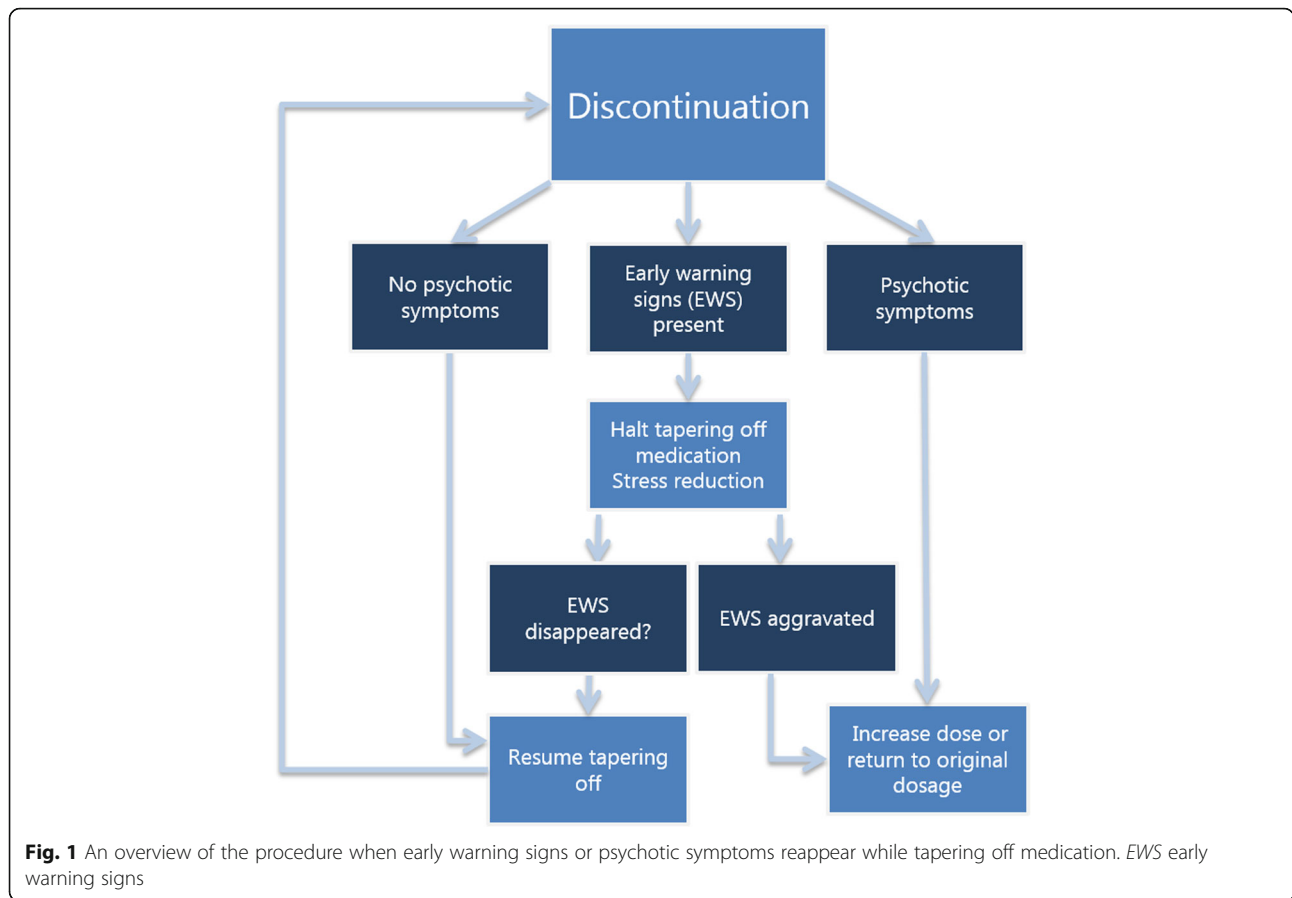 Discontinuation
No psychotic
symptoms
Early warning
signs (EWS)
present
Psychotic
symptoms
Halt tapering off
medication
Stress reduction
EWS
disappeared?
EWS aggravated
Resume tapering
off
Increase dose or
return to original
dosage
Fig. 1 An overview of the procedure when early warning signs or psychotic symptoms reappear while tapering off medication. EWS early
warning signs